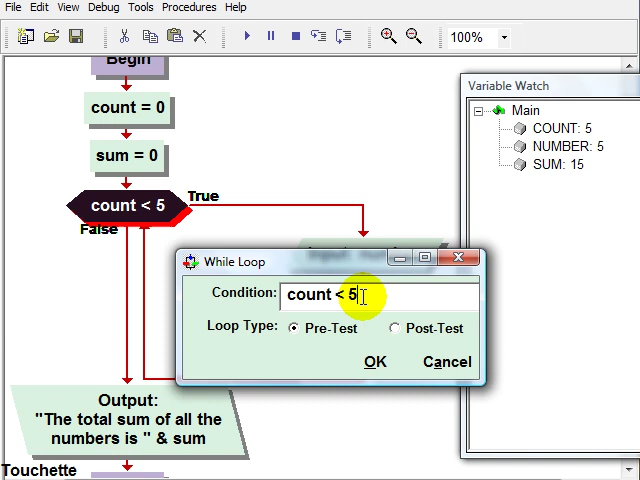 File Edit View Debug Tools Procedures Help
100%
Begin
count = 0
sum = 0
count < 5
True
False
Variable Watch
Main
COUNT: 5
NUMBER: 5
SUM: 15
While Loop
Condition: count < 5
Loop Type: Pre-Test Post-Test
OK Cancel
Output:
"The total sum of all the
numbers is " & sum
Touchette